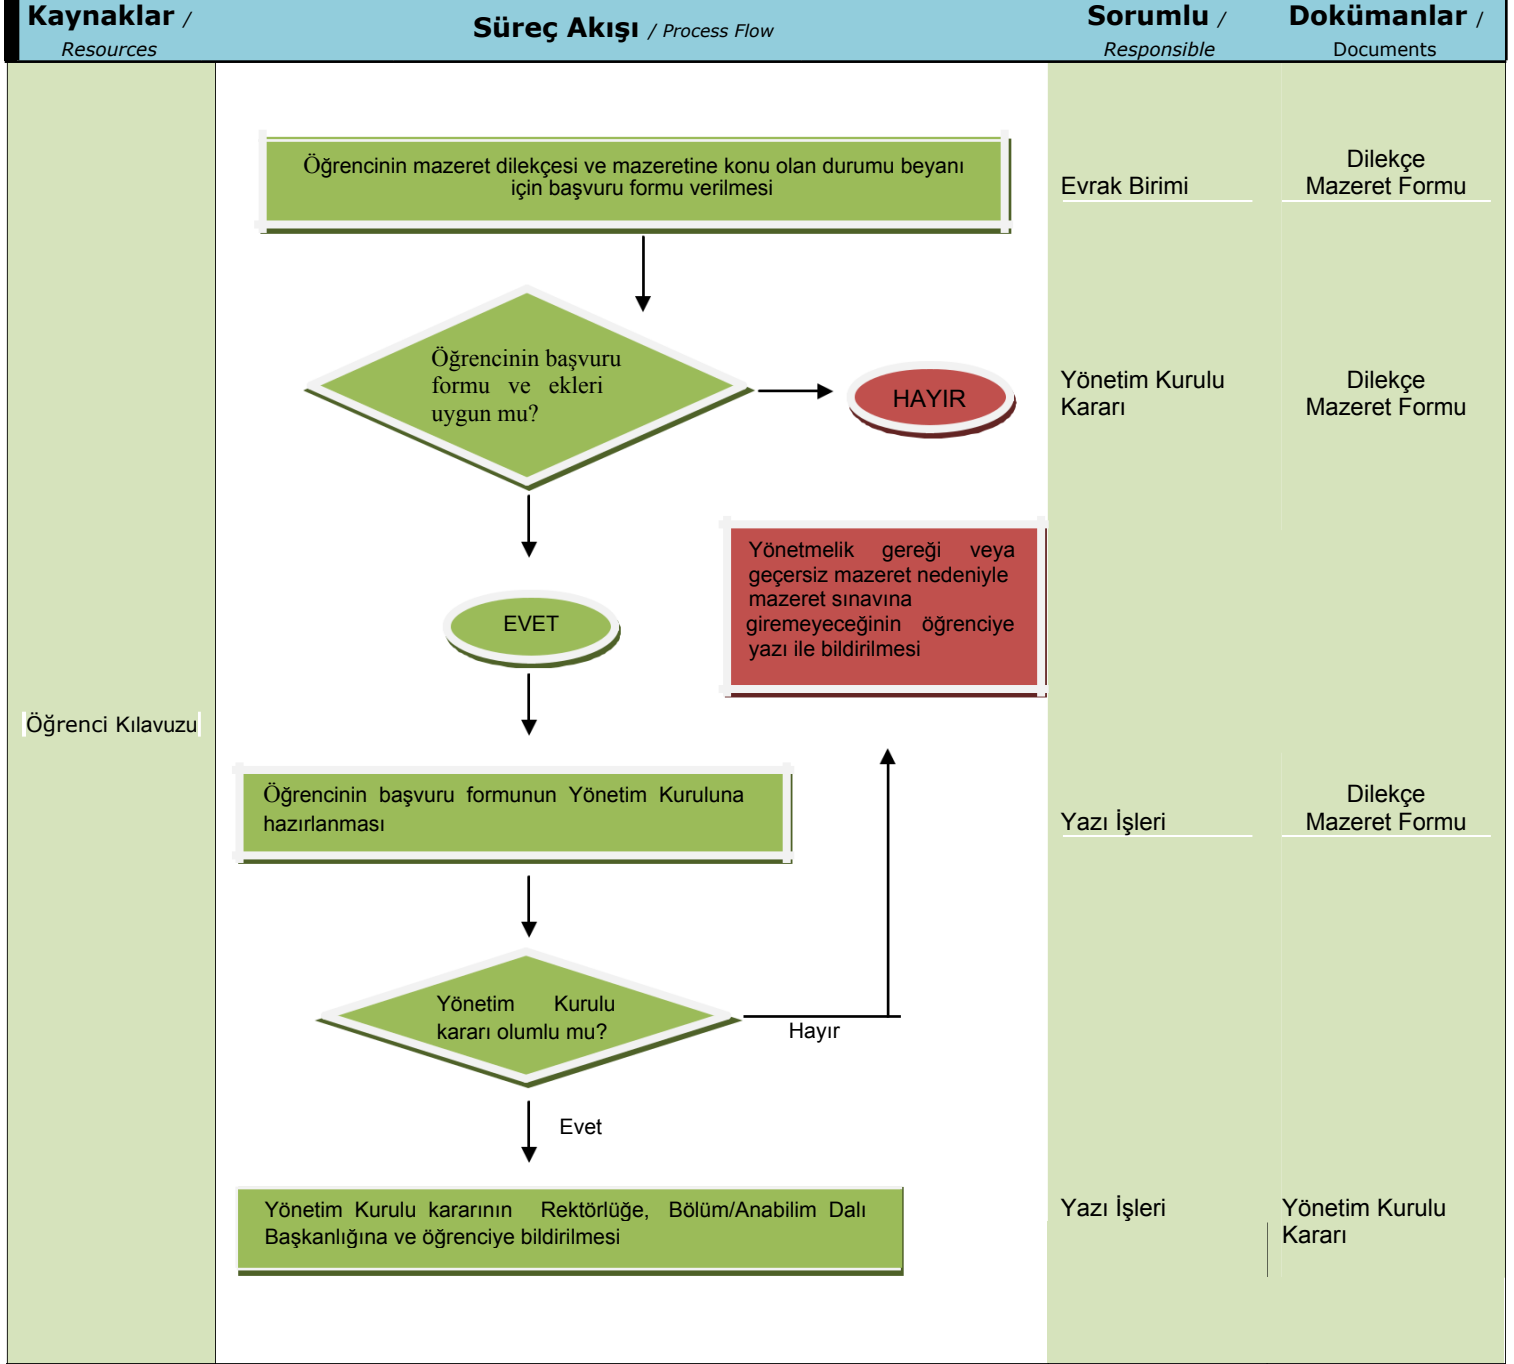 Kaynaklar /
Resources
Süreç Akışı / Process Flow
Sorumlu /
Responsible
Dokümanlar /
Documents
Öğrencinin mazeret dilekçesi ve mazeretine konu olan durumu beyanı
için başvuru formu verilmesi
Evrak Birimi
Dilekçe
Mazeret Formu
Öğrencinin başvuru
formu ve ekleri
uygun mu?
HAYIR
Yönetim Kurulu
Kararı
Dilekçe
Mazeret Formu
Yönetmelik gereği veya
geçersiz mazeret nedeniyle
mazeret sınavına
giremeyeceğinin öğrenciye
yazı ile bildirilmesi
EVET
Öğrenci Kılavuzu
Öğrencinin başvuru formunun Yönetim Kuruluna
hazırlanması
Yazı İşleri
Dilekçe
Mazeret Formu
Yönetim Kurulu
kararı olumlu mu?
Hayır
Evet
Yönetim Kurulu kararının Rektörlüğe, Bölüm/Anabilim Dalı
Başkanlığına ve öğrenciye bildirilmesi
Yazı İşleri
Yönetim Kurulu
Kararı